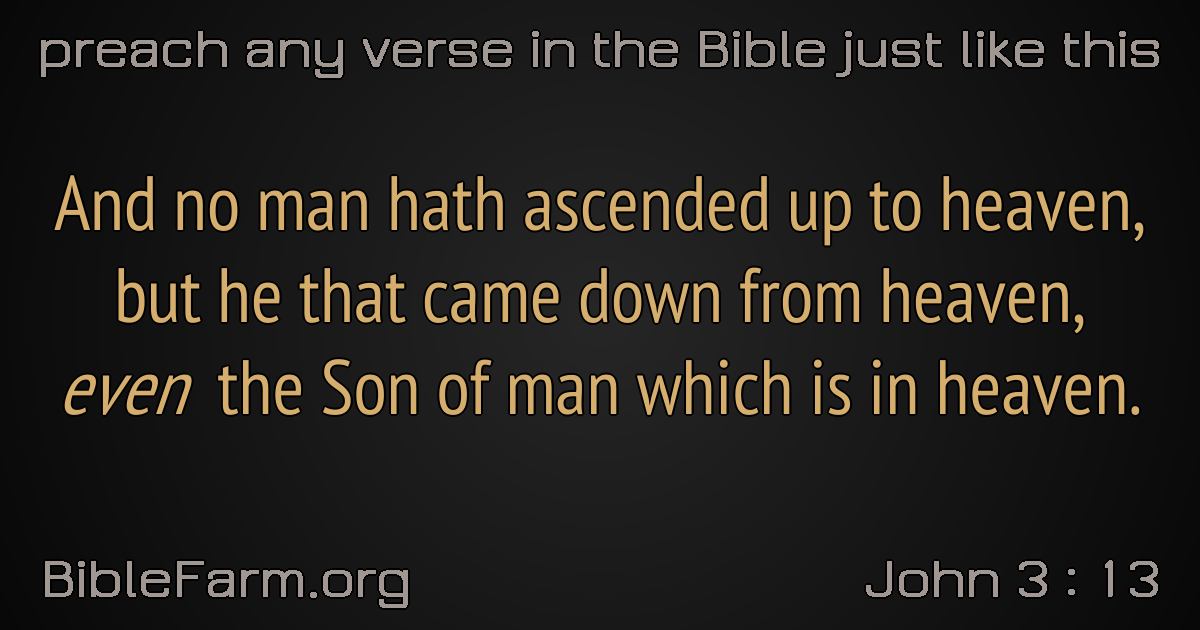 preach any verse in the Bible just like this
And no man hath ascended up to heaven,
but he that came down from heaven,
even the Son of man which is in heaven.
BibleFarm.org
John 3 : 13